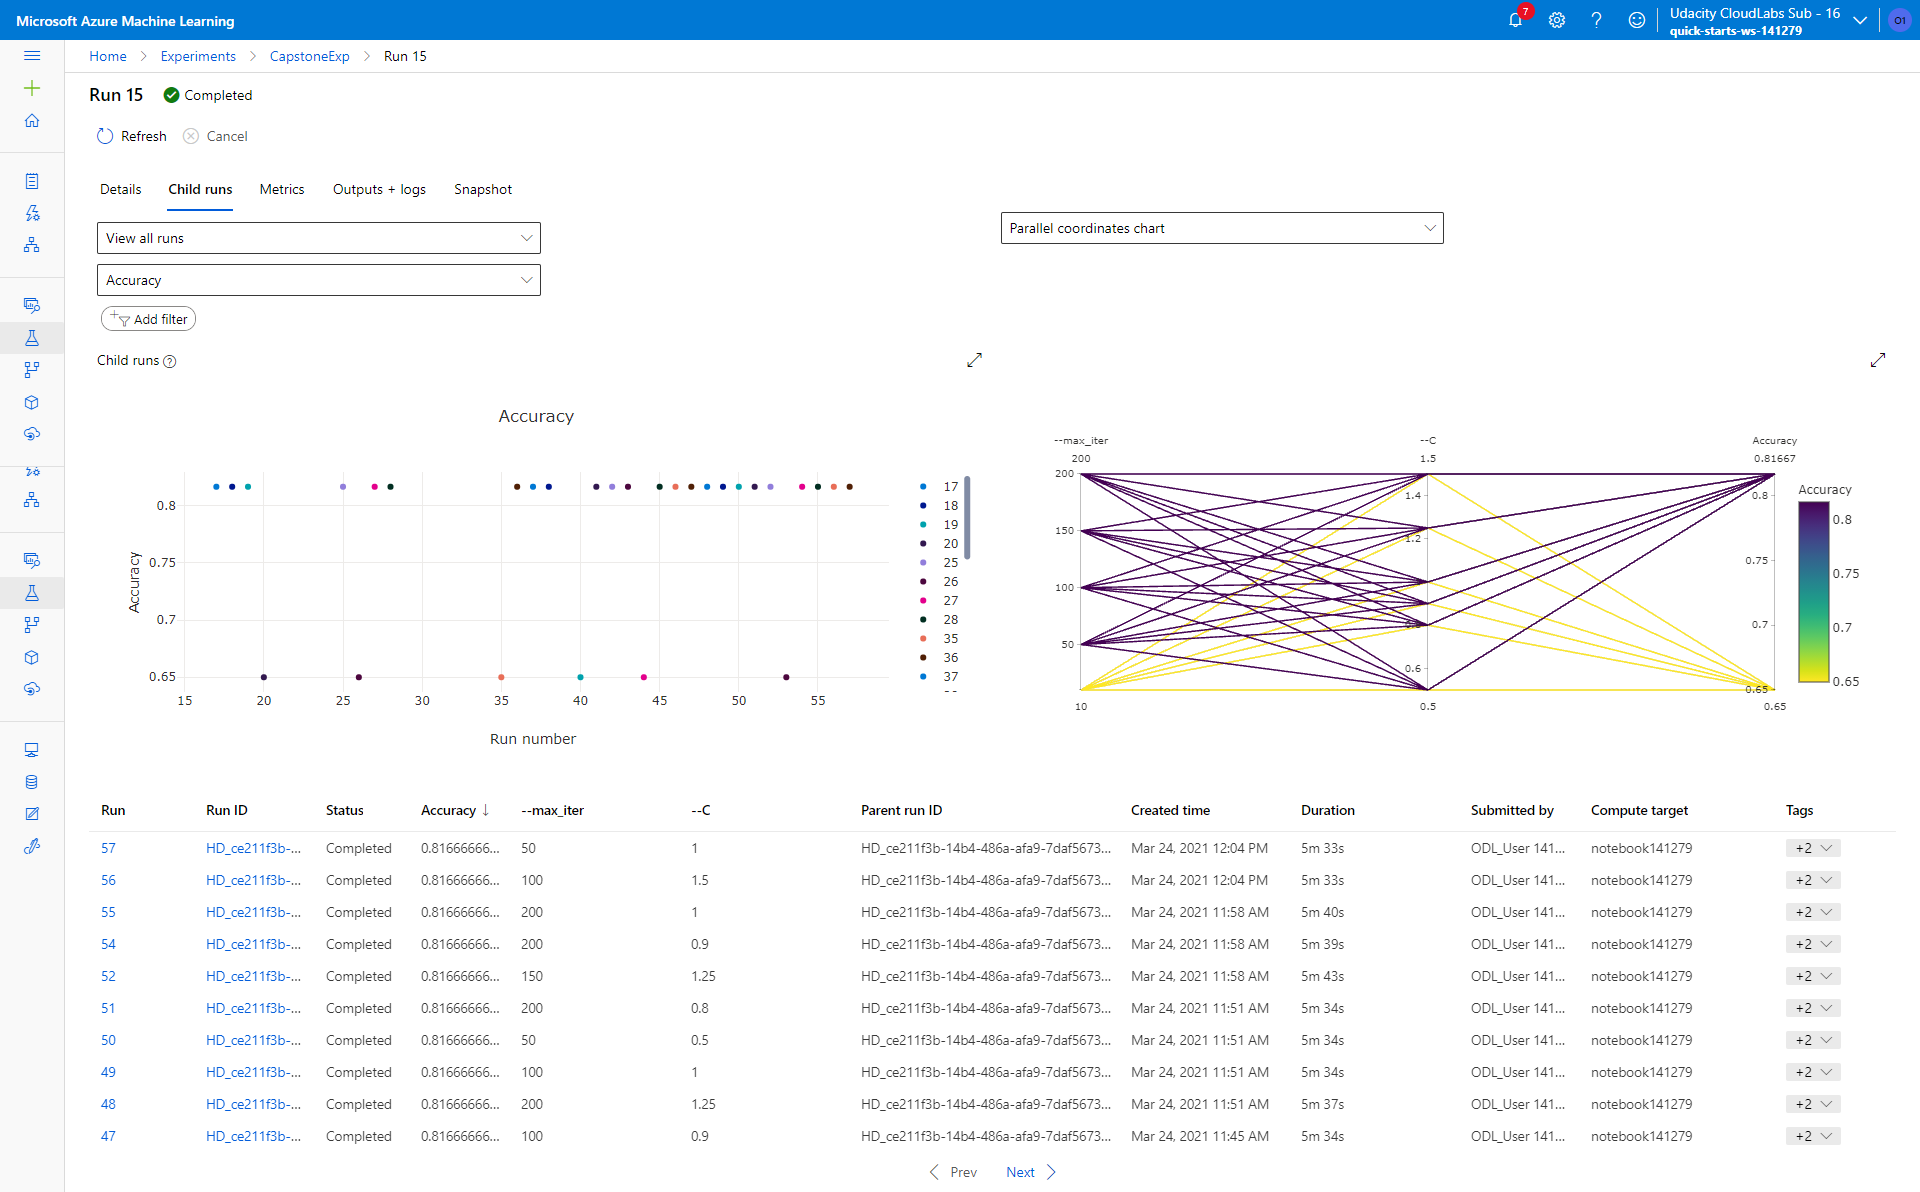 Microsoft Azure Machine Learning
7
Udacity CloudLabs Sub - 16
quick-starts-ws-141279
O1
Home > Experiments > CapstoneExp > Run 15
Run 15 Completed
Refresh Cancel
Details Child runs Metrics Outputs + logs Snapshot
View all runs
Parallel coordinates chart
Accuracy
Add filter
Child runs
Accuracy
Accuracy
0.8
0.75
0.7
0.65
15 20 25 30 35 40 45 50 55
Run number
17
18
19
20
25
26
27
28
35
36
37
--max_iter --C Accuracy
200 1.5 0.81667
200
150
100
50
10
1.4
1.2
0.6
0.5
0.8
0.75
0.7
0.65
0.65
Accuracy
0.8
0.75
0.7
0.65
Run Run ID Status Accuracy ↓ --max_iter --C Parent run ID Created time Duration Submitted by Compute target Tags
57 HD_ce211f3b-... Completed 0.81666666... 50 1 HD_ce211f3b-14b4-486a-afa9-7daf5673... Mar 24, 2021 12:04 PM 5m 33s ODL_User 141... notebook141279 +2
56 HD_ce211f3b-... Completed 0.81666666... 100 1.5 HD_ce211f3b-14b4-486a-afa9-7daf5673... Mar 24, 2021 12:04 PM 5m 33s ODL_User 141... notebook141279 +2
55 HD_ce211f3b-... Completed 0.81666666... 200 1 HD_ce211f3b-14b4-486a-afa9-7daf5673... Mar 24, 2021 11:58 AM 5m 40s ODL_User 141... notebook141279 +2
54 HD_ce211f3b-... Completed 0.81666666... 200 0.9 HD_ce211f3b-14b4-486a-afa9-7daf5673... Mar 24, 2021 11:58 AM 5m 39s ODL_User 141... notebook141279 +2
52 HD_ce211f3b-... Completed 0.81666666... 150 1.25 HD_ce211f3b-14b4-486a-afa9-7daf5673... Mar 24, 2021 11:58 AM 5m 43s ODL_User 141... notebook141279 +2
51 HD_ce211f3b-... Completed 0.81666666... 200 0.8 HD_ce211f3b-14b4-486a-afa9-7daf5673... Mar 24, 2021 11:51 AM 5m 34s ODL_User 141... notebook141279 +2
50 HD_ce211f3b-... Completed 0.81666666... 50 0.5 HD_ce211f3b-14b4-486a-afa9-7daf5673... Mar 24, 2021 11:51 AM 5m 34s ODL_User 141... notebook141279 +2
49 HD_ce211f3b-... Completed 0.81666666... 100 1 HD_ce211f3b-14b4-486a-afa9-7daf5673... Mar 24, 2021 11:51 AM 5m 34s ODL_User 141... notebook141279 +2
48 HD_ce211f3b-... Completed 0.81666666... 200 1.25 HD_ce211f3b-14b4-486a-afa9-7daf5673... Mar 24, 2021 11:51 AM 5m 37s ODL_User 141... notebook141279 +2
47 HD_ce211f3b-... Completed 0.81666666... 100 0.9 HD_ce211f3b-14b4-486a-afa9-7daf5673... Mar 24, 2021 11:45 AM 5m 34s ODL_User 141... notebook141279 +2
Prev Next